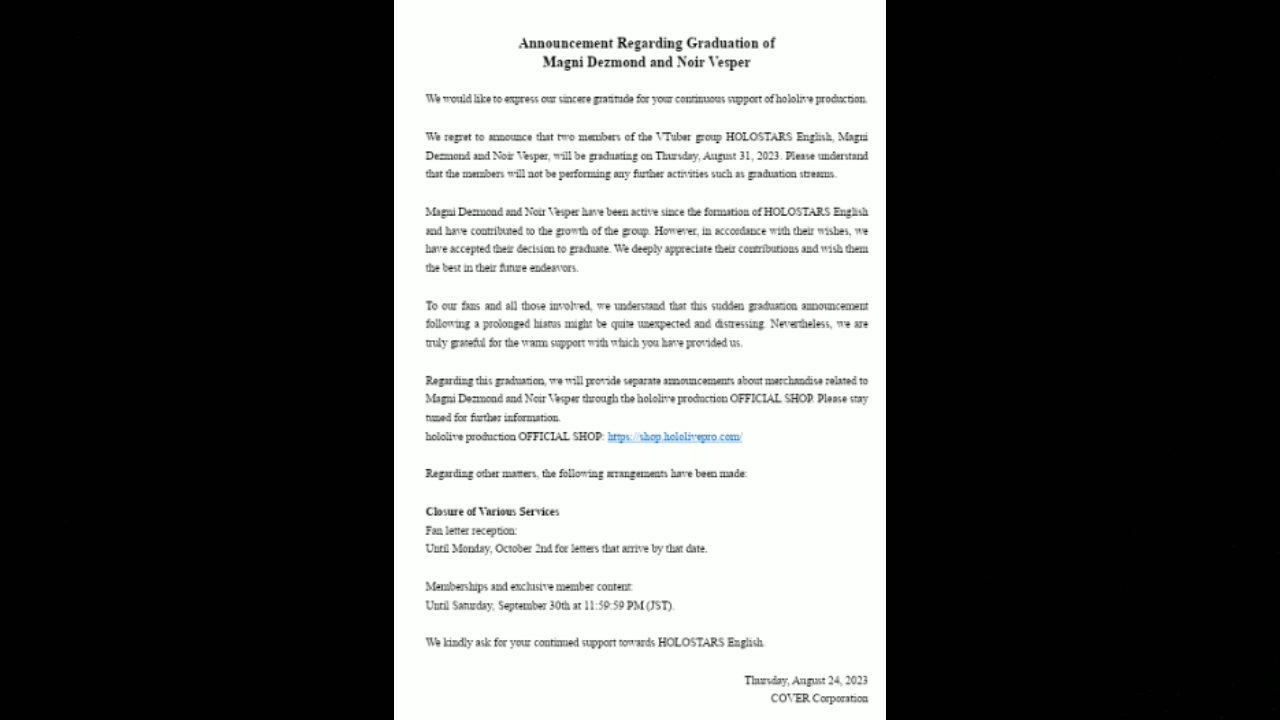 Announcement Regarding Graduation of
Magni Dezmond and Noir Vesper
We would like to express our sincere gratitude for your continuous support of hololive production.
We regret to announce that two members of the VTuber group HOLOSTARS English, Magni
Dezmond and Noir Vesper, will be graduating on Thursday, August 31, 2023. Please understand
that the members will not be performing any further activities such as graduation streams.
Magni Dezmond and Noir Vesper have been active since the formation of HOLOSTARS English
and have contributed to the growth of the group. However, in accordance with their wishes, we
have accepted their decision to graduate. We deeply appreciate their contributions and wish them
the best in their future endeavors.
To our fans and all those involved, we understand that this sudden graduation announcement
following a prolonged hiatus might be quite unexpected and distressing. Nevertheless, we are
truly grateful for the warm support with which you have provided us.
Regarding this graduation, we will provide separate announcements about merchandise related to
Magni Dezmond and Noir Vesper through the hololive production OFFICIAL SHOP. Please stay
tuned for further information.
hololive production OFFICIAL SHOP: https://shop.hololivepro.com/
Regarding other matters, the following arrangements have been made:
Closure of Various Services
Fan letter reception:
Until Monday, October 2nd for letters that arrive by that date.
Memberships and exclusive member content:
Until Saturday, September 30th at 11:59:59 PM (JST).
We kindly ask for your continued support towards HOLOSTARS English.
Thursday, August 24, 2023
COVER Corporation